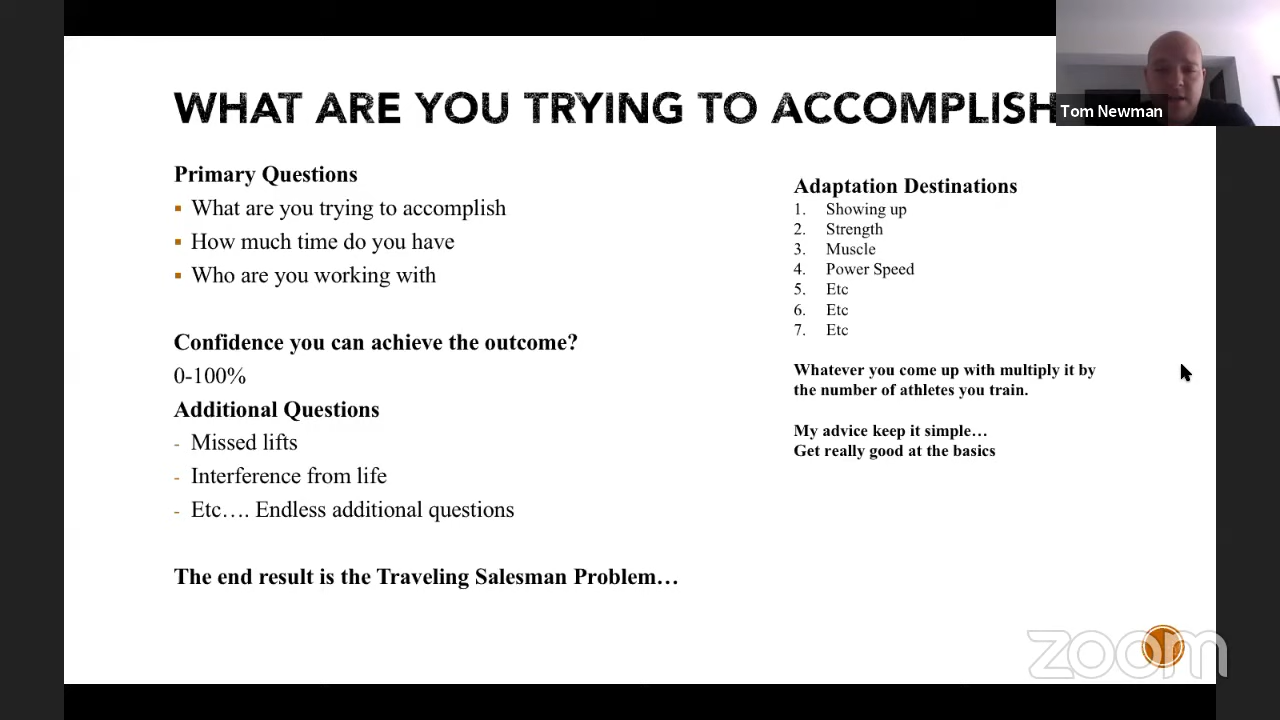 WHAT ARE YOU TRYING TO ACCOMPLISH
Tom Newman
Primary Questions
▪ What are you trying to accomplish
▪ How much time do you have
▪ Who are you working with
Confidence you can achieve the outcome?
0-100%
Additional Questions
- Missed lifts
- Interference from life
- Etc…. Endless additional questions
The end result is the Traveling Salesman Problem…
Adaptation Destinations
1. Showing up
2. Strength
3. Muscle
4. Power Speed
5. Etc
6. Etc
7. Etc
Whatever you come up with multiply it by
the number of athletes you train.
My advice keep it simple…
Get really good at the basics
zoom